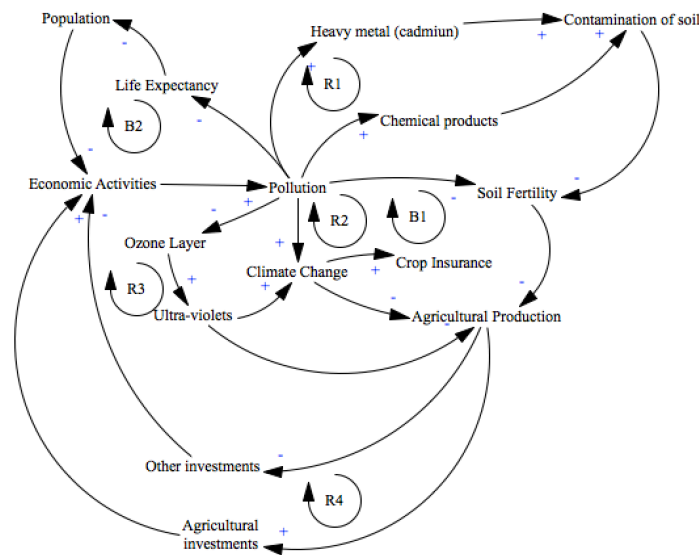 Population
Contamination of soil
Heavy metal (cadmiun)
-
+
+
+
R1
Life Expectancy
B2
-
Chemical products
+
-
-
Economic Activities
Pollution
Soil Fertility
-
-
+
+
-
R2
B1
Ozone Layer
+
Crop Insurance
Climate Change
+
R3
+
+
-
-
Ultra-violets
-
Agricultural Production
Other investments
-
R4
Agricultural
investments
+